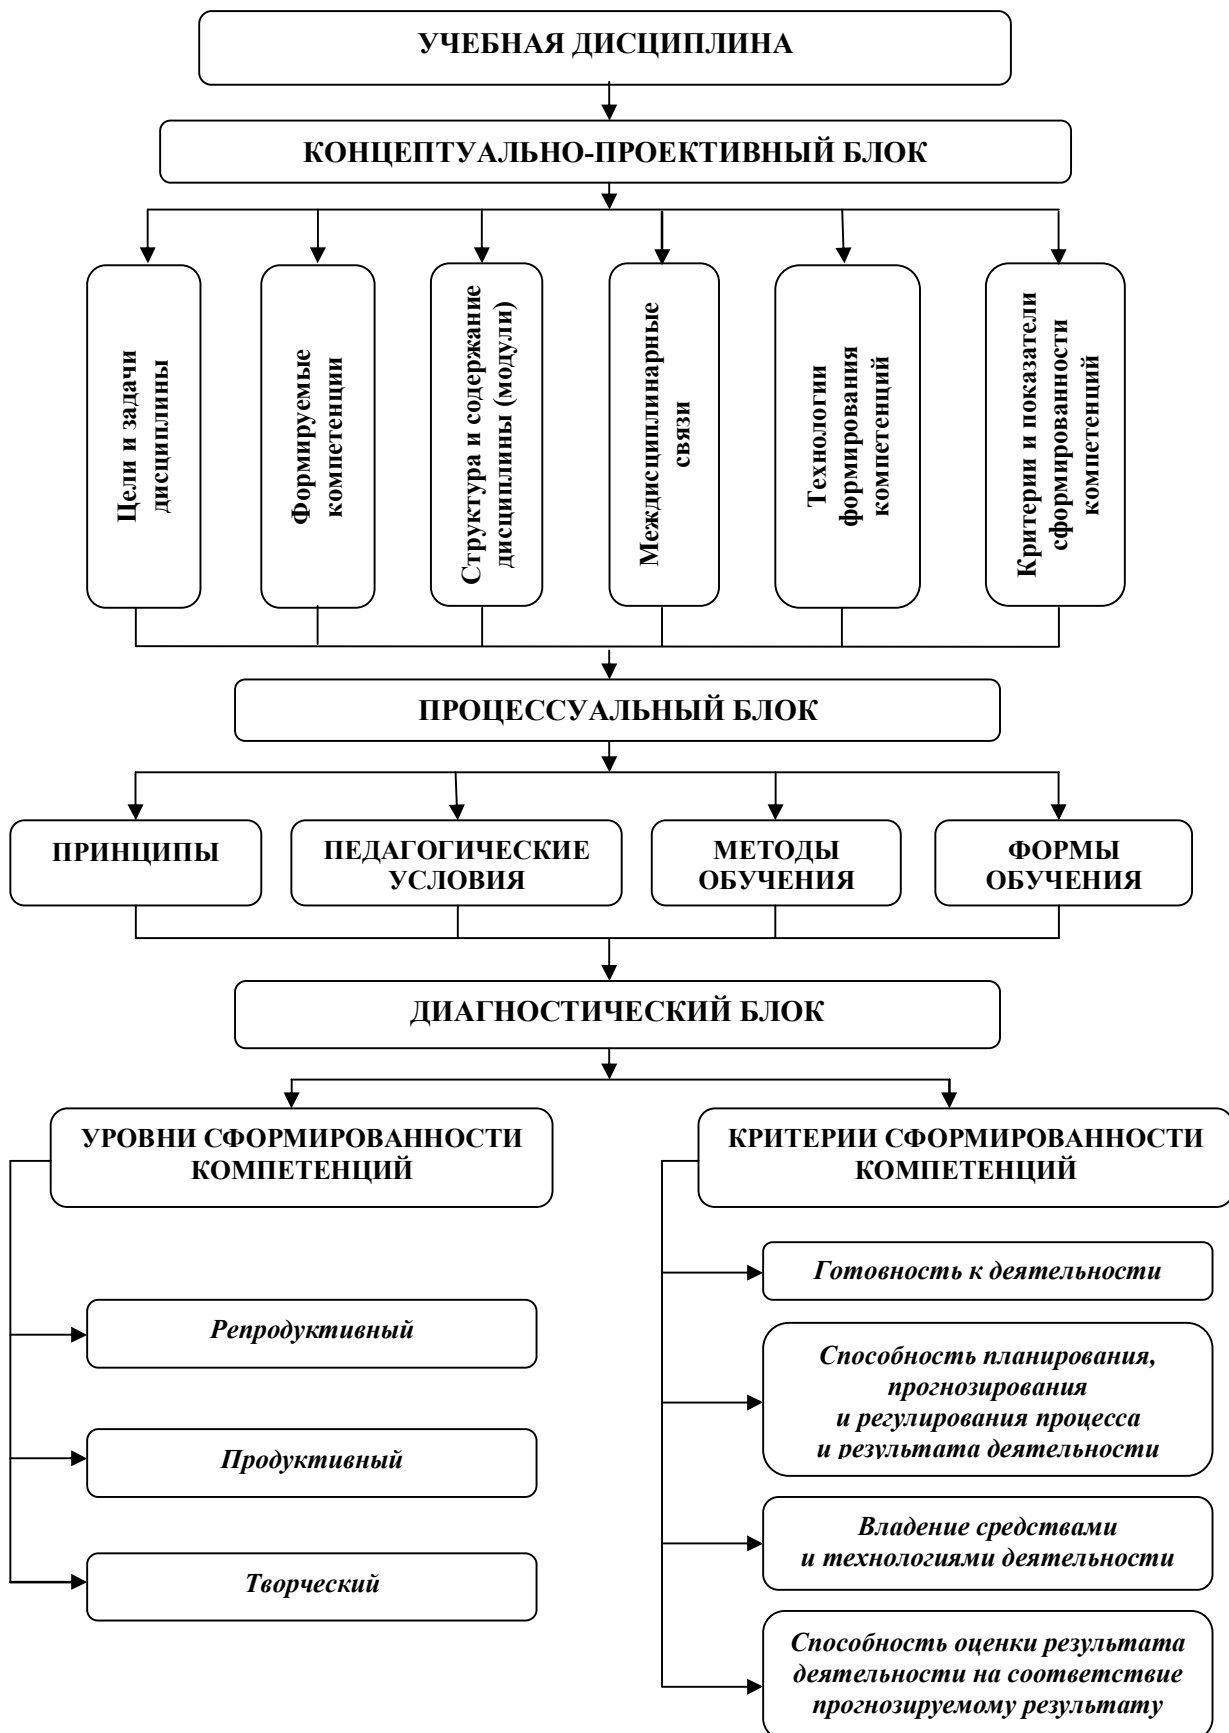 УЧЕБНАЯ ДИСЦИПЛИНА
КОНЦЕПТУАЛЬНО-ПРОЕКТИВНЫЙ БЛОК
Цели и задачи
дисциплины
Формируемые
компетенции
Структура и содержание
дисциплины (модули)
Междисциплинарные
связи
Технологии
формирования
компетенций
Критерии и показатели
сформированности
компетенций
ПРОЦЕССУАЛЬНЫЙ БЛОК
ПРИНЦИПЫ
ПЕДАГОГИЧЕСКИЕ
УСЛОВИЯ
МЕТОДЫ
ОБУЧЕНИЯ
ФОРМЫ
ОБУЧЕНИЯ
ДИАГНОСТИЧЕСКИЙ БЛОК
УРОВНИ СФОРМИРОВАННОСТИ
КОМПЕТЕНЦИЙ
Репродуктивный
Продуктивный
Творческий
КРИТЕРИИ СФОРМИРОВАННОСТИ
КОМПЕТЕНЦИЙ
Готовность к деятельности
Способность планирования,
прогнозирования
и регулирования процесса
и результата деятельности
Владение средствами
и технологиями деятельности
Способность оценки результата
деятельности на соответствие
прогнозируемому результату